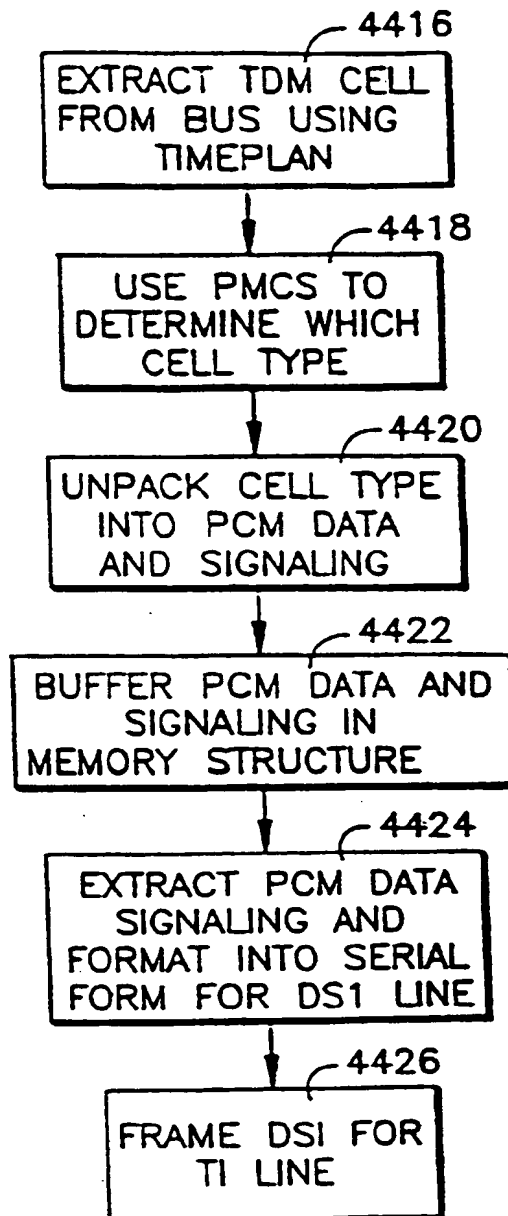 4416
EXTRACT TDM CELL
FROM BUS USING
TIMEPLAN
4418
USE PMCS TO
DETERMINE WHICH
CELL TYPE
4420
UNPACK CELL TYPE
INTO PCM DATA
AND SIGNALING
4422
BUFFER PCM DATA AND
SIGNALING IN
MEMORY STRUCTURE
4424
EXTRACT PCM DATA
SIGNALING AND
FORMAT INTO SERIAL
FORM FOR DS1 LINE
4426
FRAME DSI FOR
TI LINE